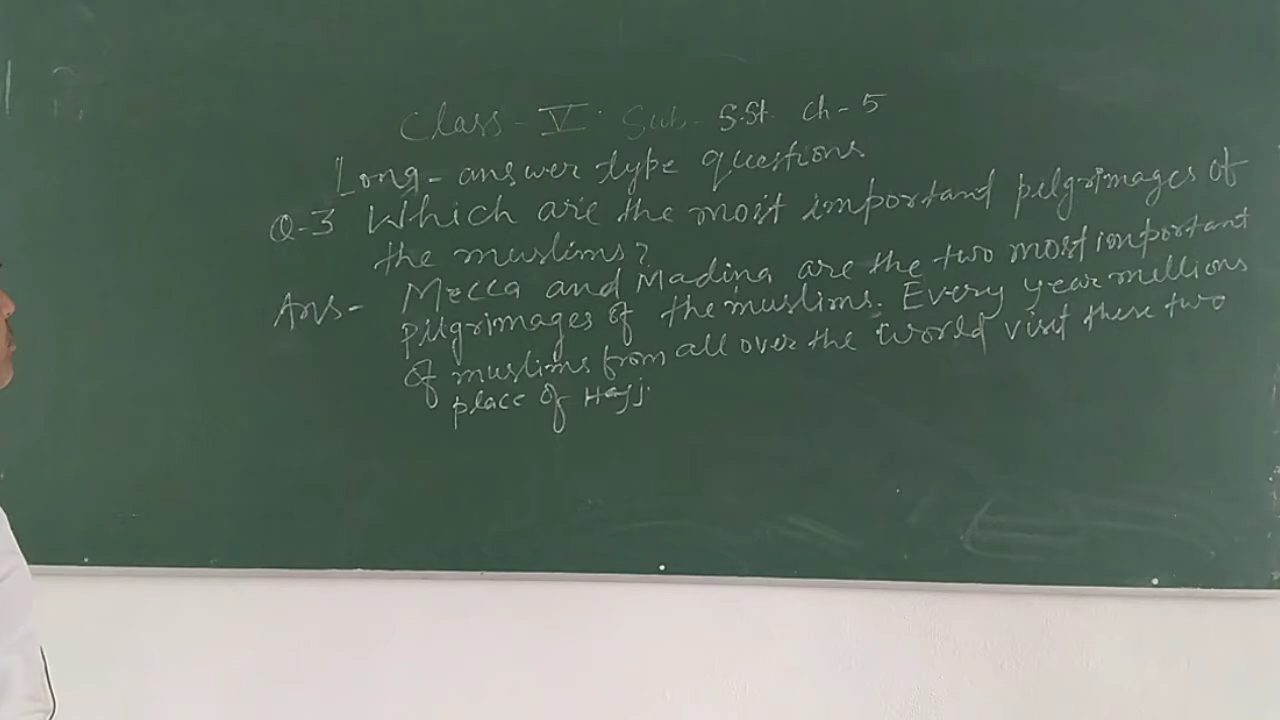 Class - V. Sub - S.St. Ch - 5
Long - answer type questions
Q-3 Which are the most important pilgrimages of
the muslims?
Ans - Mecca and Madina are the two most important
pilgrimages of the muslims. Every year millions
of muslims from all over the world visit these two
place of Hajj.